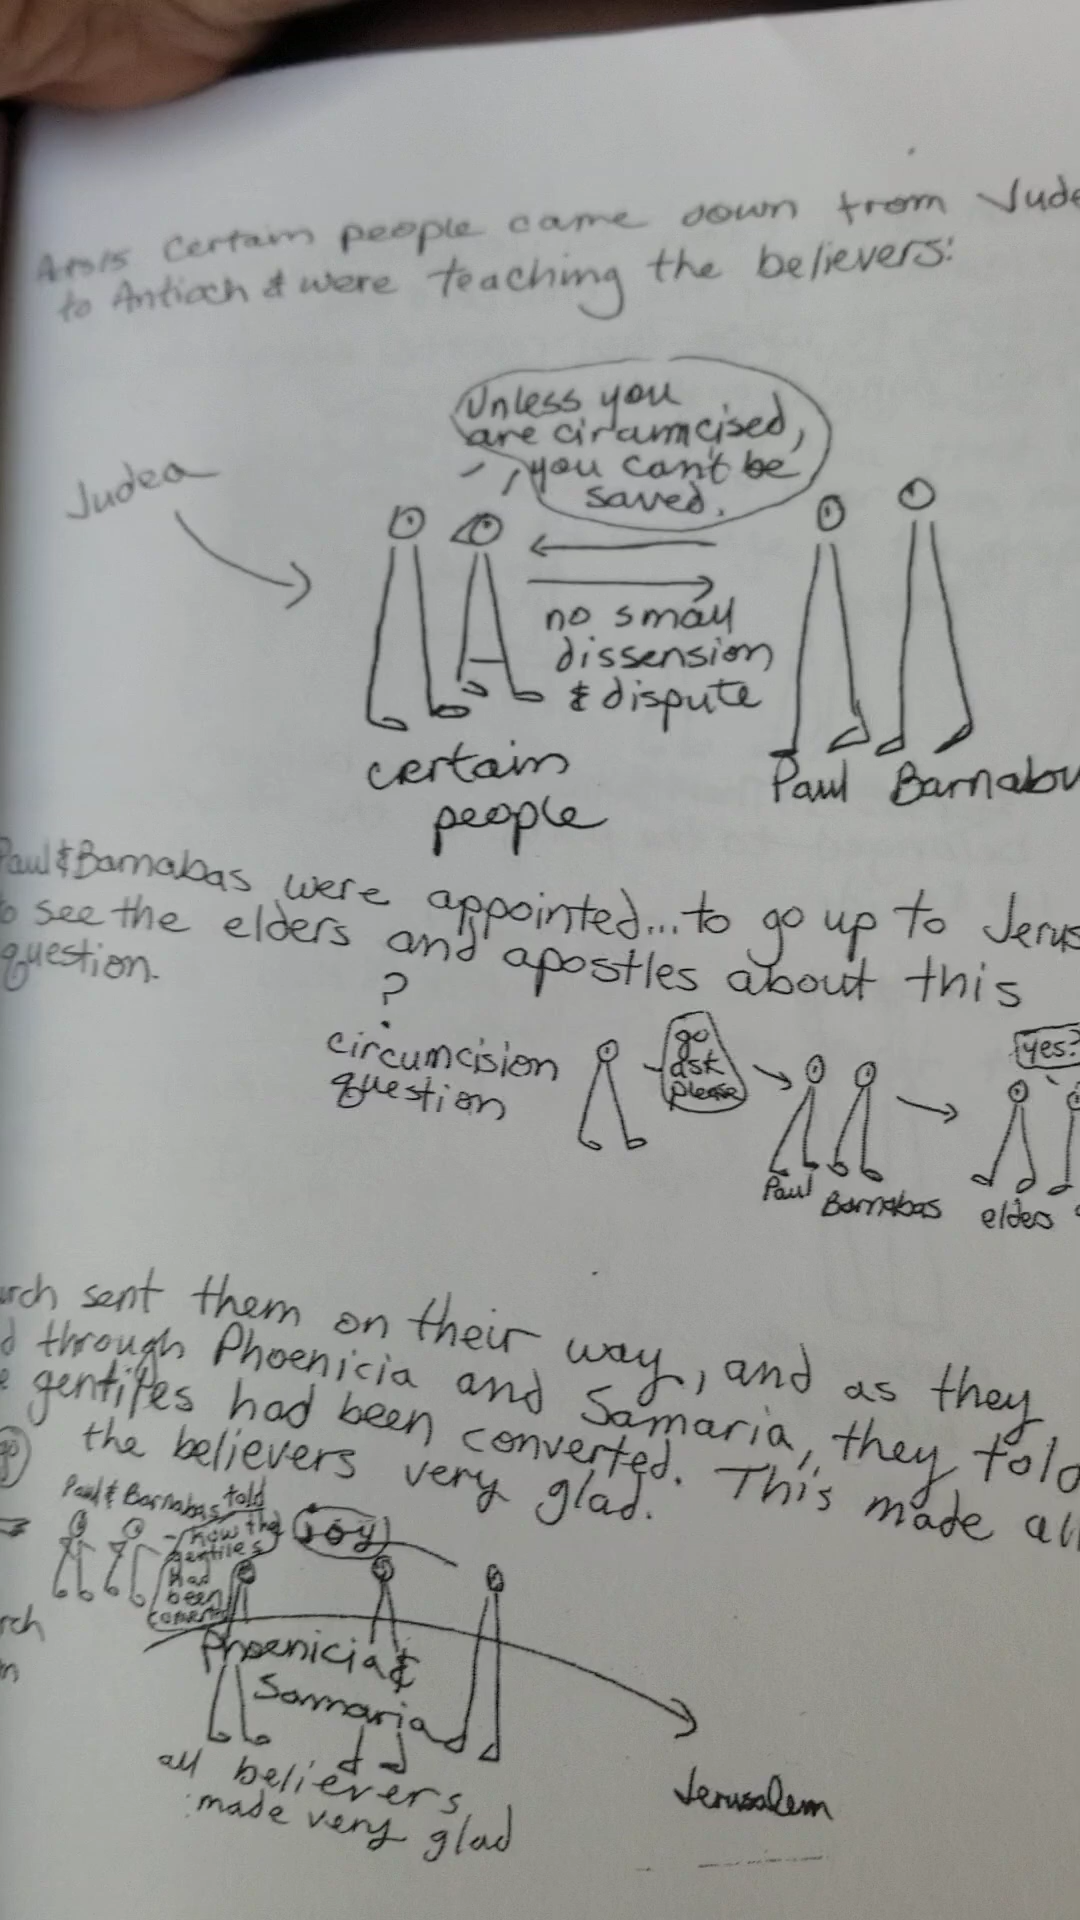 Acts 15 Certain people came down from Jude
to Antioch & were teaching the believers:
Unless you
are circumcised,
you can't be
saved.
Judea
no small
dissension
& dispute
certain
people
Paul Barnab
Paul & Barnabas were appointed... to go up to Jerus
to see the elders and apostles about this
question.
?
circumcision
question
go
ask
please
yes?
Paul
Barnabas
elders
urch sent them on their way, and as they
d through Phoenicia and Samaria, they told
e gentiles had been converted. This made all
the believers very glad.
go
Paul & Barnabas told
how the
gentiles
had
been
converted
joy
rch
Phoenicia &
Samaria
all believers
made very glad
Jerusalem